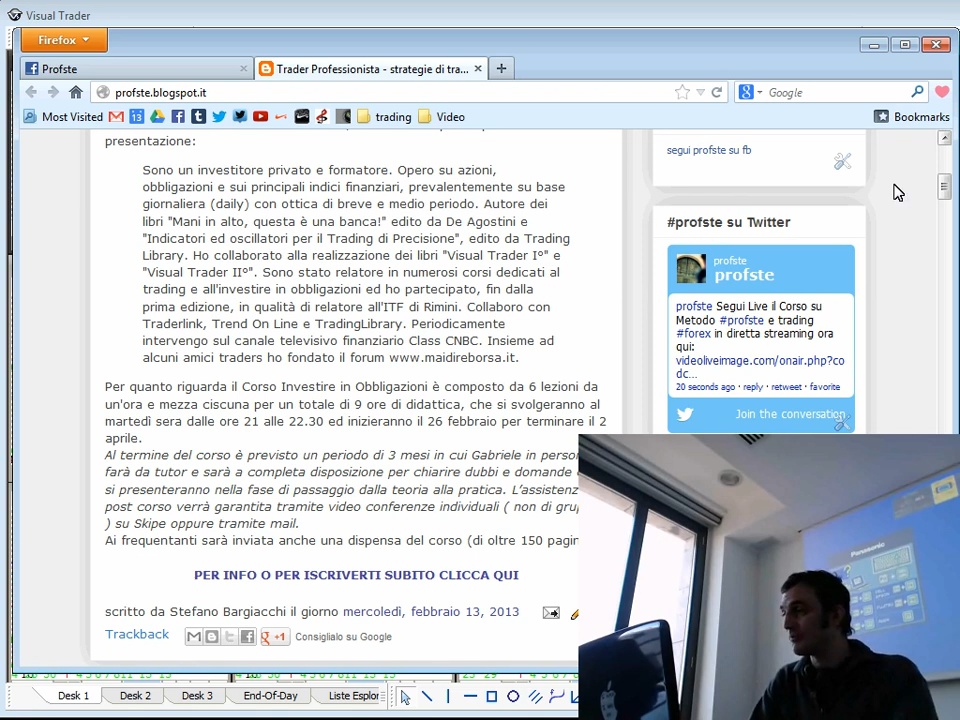 Visual Trader
Firefox
Profste
Trader Professionista - strategie di tra...
profste.blogspot.it
Google
Most Visited
13
trading
Video
Bookmarks
presentazione:
Sono un investitore privato e formatore. Opero su azioni,
obbligazioni e sui principali indici finanziari, prevalentemente su base
giornaliera (daily) con ottica di breve e medio periodo. Autore dei
libri "Mani in alto, questa è una banca!" edito da De Agostini e
"Indicatori ed oscillatori per il Trading di Precisione", edito da Trading
Library. Ho collaborato alla realizzazione dei libri "Visual Trader I° e
"Visual Trader II°". Sono stato relatore in numerosi corsi dedicati al
trading e all'investire in obbligazioni ed ho partecipato, fin dalla
prima edizione, in qualità di relatore all'ITF di Rimini. Collaboro con
Traderlink, Trend On Line e TradingLibrary. Periodicamente
intervengo sul canale televisivo finanziario Class CNBC. Insieme ad
alcuni amici traders ho fondato il forum www.maidireborsa.it.
Per quanto riguarda il Corso Investire in Obbligazioni è composto da 6 lezioni da
un'ora e mezza ciscuna per un totale di 9 ore di didattica, che si svolgeranno al
martedì sera dalle ore 21 alle 22.30 ed inizieranno il 26 febbraio per terminare il 2
aprile.
Al termine del corso è previsto un periodo di 3 mesi in cui Gabriele in person
farà da tutor e sarà a completa disposizione per chiarire dubbi e domande
si presenteranno nella fase di passaggio dalla teoria alla pratica. L'assistenz
post corso verrà garantita tramite video conferenze individuali ( non di gru
) su Skipe oppure tramite mail.
Ai frequentanti sarà inviata anche una dispensa del corso (di oltre 150 pagin
PER INFO O PER ISCRIVERTI SUBITO CLICCA QUI
scritto da Stefano Bargiacchi il giorno mercoledì, febbraio 13, 2013
Trackback
+1 Consiglialo su Google
segui profste su fb
#profste su Twitter
profste
profste
profste Segui Live il Corso su
Metodo #profste e trading
#forex in diretta streaming ora
qui:
videoliveimage.com/onair.php?co
dc...
20 seconds ago · reply · retweet · favorite
Join the conversation
Panasonic
Desk 1
Desk 2
Desk 3
End-Of-Day
Liste Esplor